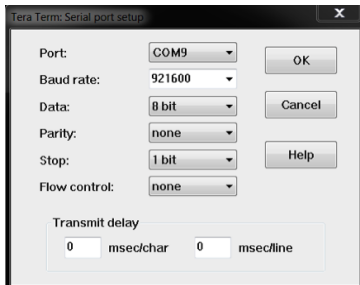 Tera Term: Serial port setup x
Port: COM9
OK
Baud rate: 921600
Data: 8 bit
Cancel
Parity: none
Stop: 1 bit
Help
Flow control: none
Transmit delay
0 msec/char 0 msec/line